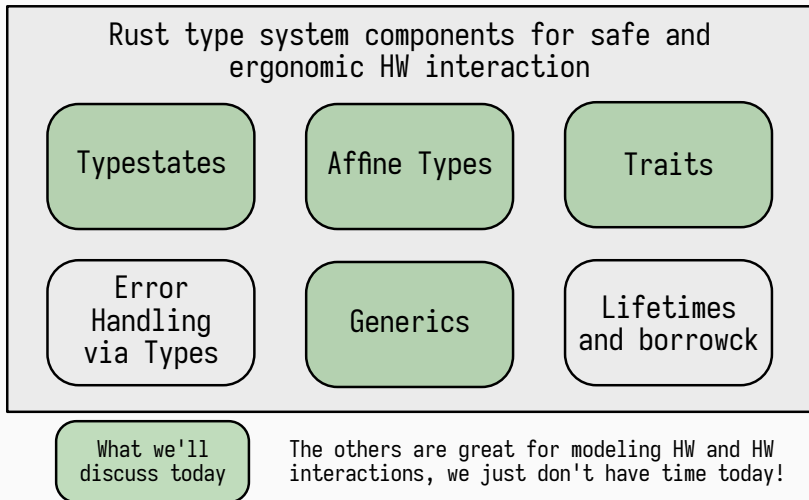 Rust type system components for safe and
ergonomic HW interaction
Typestates
Affine Types
Traits
Error
Handling
via Types
Generics
Lifetimes
and borrowck
What we'll
discuss today
The others are great for modeling HW and HW
interactions, we just don't have time today!